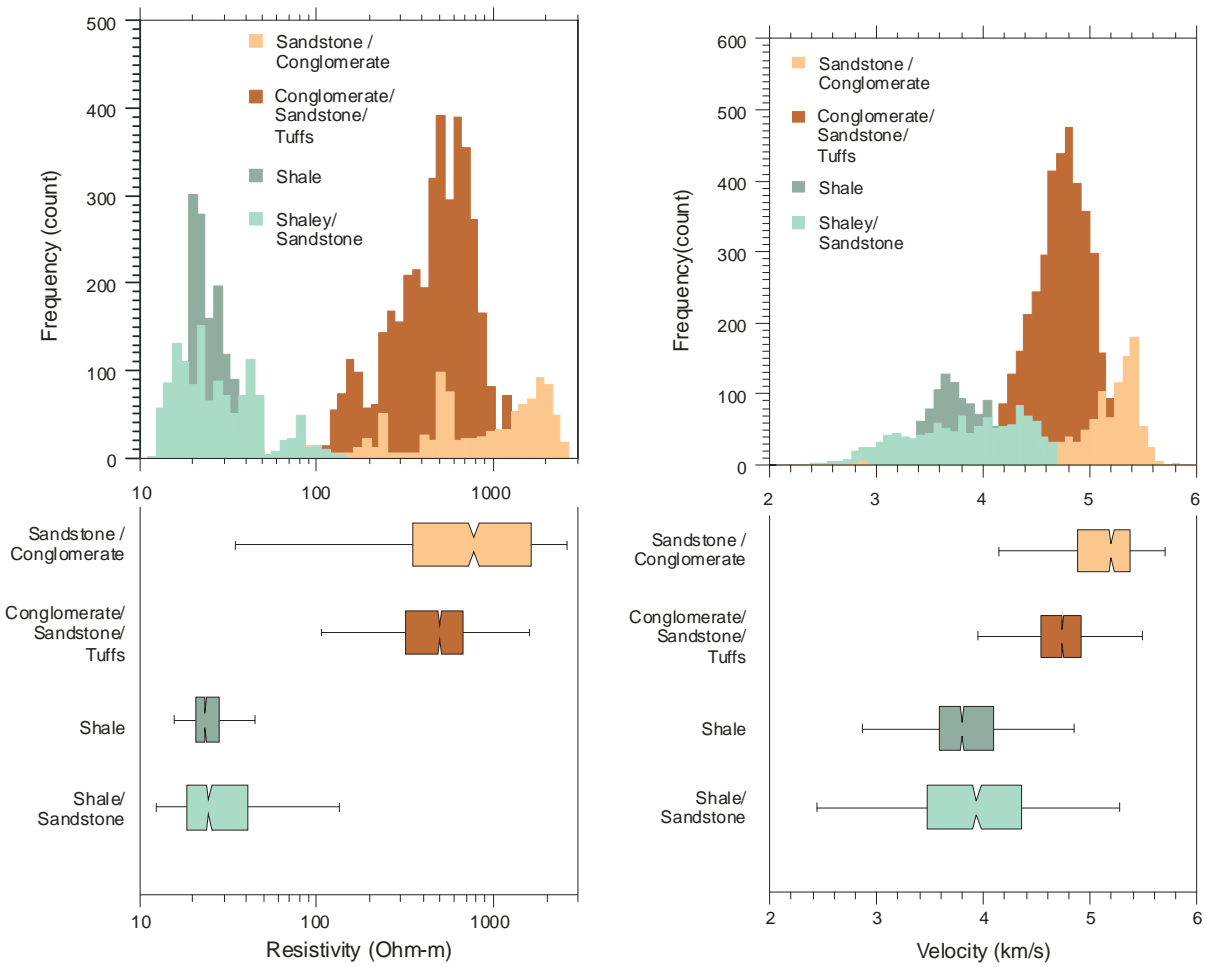 500
400
300
200
100
0
Frequency (count)
Sandstone /
Conglomerate
Conglomerate/
Sandstone/
Tuffs
Shale
Shaley/
Sandstone
10
100
1000
Sandstone /
Conglomerate
Conglomerate/
Sandstone/
Tuffs
Shale
Shale/
Sandstone
10
100
1000
Resistivity (Ohm-m)
600
500
400
300
200
100
0
Frequency(count)
Sandstone /
Conglomerate
Conglomerate/
Sandstone/
Tuffs
Shale
Shaley/
Sandstone
2
3
4
5
6
Sandstone /
Conglomerate
Conglomerate/
Sandstone/
Tuffs
Shale
Shale/
Sandstone
2
3
4
5
6
Velocity (km/s)